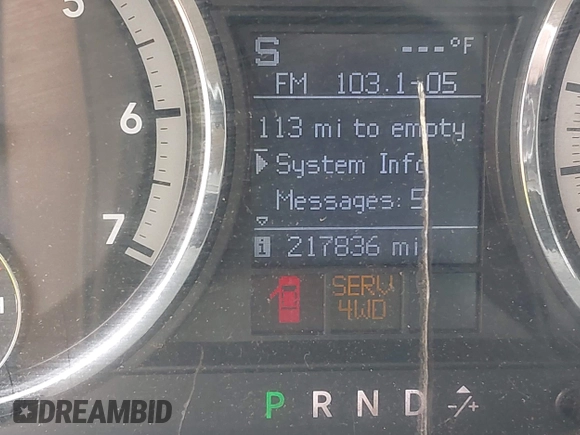 5
6
7
S
---°F
FM 103.1-05
113 mi to empty
System Info
Messages: 5
217836 mi
SERV
4WD
P R N D -/+
DREAMBID